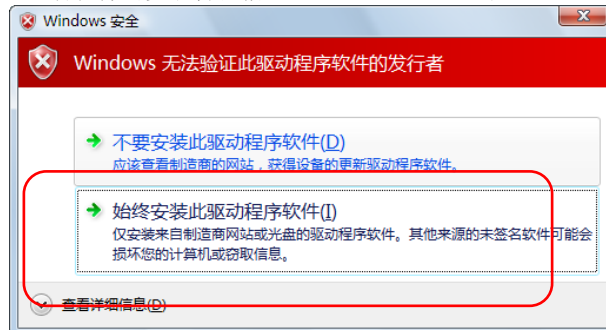 Windows 安全
Windows 无法验证此驱动程序软件的发行者
不要安装此驱动程序软件(D)
应该查看制造商的网站，获得设备的更新驱动程序软件。
始终安装此驱动程序软件(I)
仅安装来自制造商网站或光盘的驱动程序软件。其他来源的未签名软件可能会
损坏您的计算机或窃取信息。
查看详细信息(D)